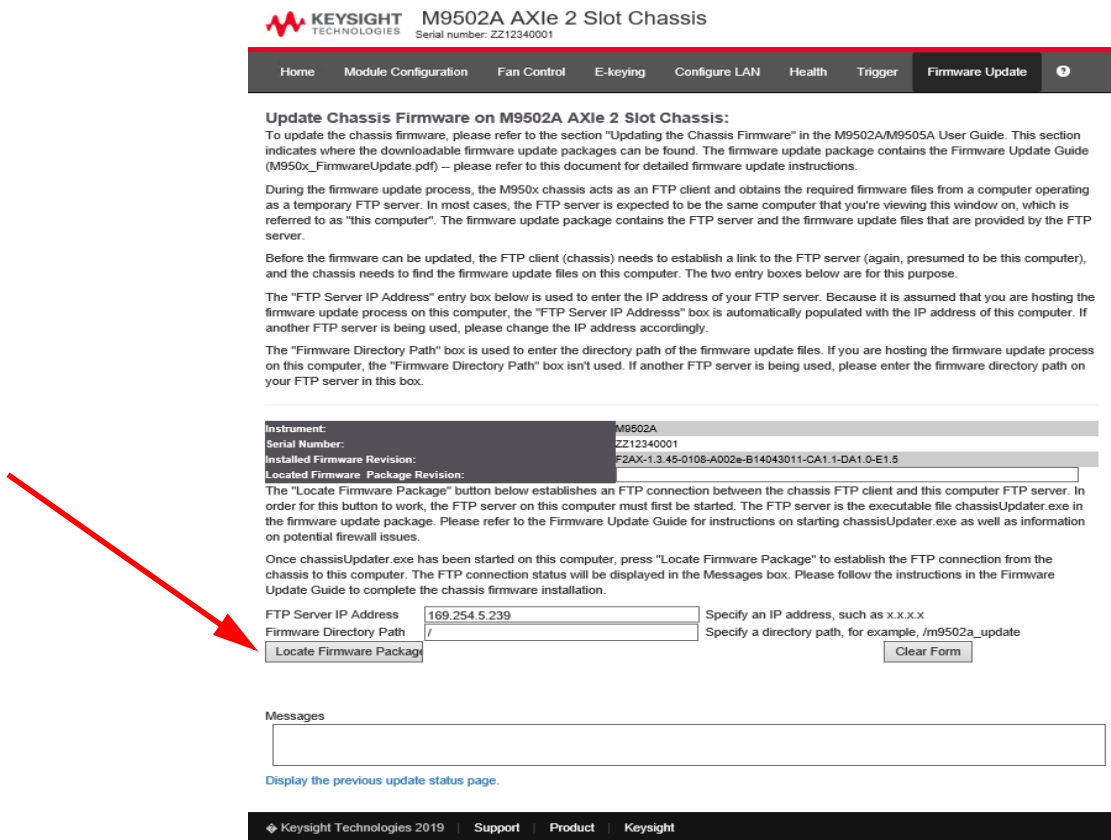 KEYSIGHT
TECHNOLOGIES
M9502A AXIe 2 Slot Chassis
Serial number: ZZ12340001
Home Module Configuration Fan Control E-keying Configure LAN Health Trigger Firmware Update ?
Update Chassis Firmware on M9502A AXIe 2 Slot Chassis:
To update the chassis firmware, please refer to the section "Updating the Chassis Firmware" in the M9502A/M9505A User Guide. This section
indicates where the downloadable firmware update packages can be found. The firmware update package contains the Firmware Update Guide
(M950x_FirmwareUpdate.pdf) -- please refer to this document for detailed firmware update instructions.
During the firmware update process, the M950x chassis acts as an FTP client and obtains the required firmware files from a computer operating
as a temporary FTP server. In most cases, the FTP server is expected to be the same computer that you're viewing this window on, which is
referred to as "this computer". The firmware update package contains the FTP server and the firmware update files that are provided by the FTP
server.
Before the firmware can be updated, the FTP client (chassis) needs to establish a link to the FTP server (again, presumed to be this computer),
and the chassis needs to find the firmware update files on this computer. The two entry boxes below are for this purpose.
The "FTP Server IP Address" entry box below is used to enter the IP address of your FTP server. Because it is assumed that you are hosting the
firmware update process on this computer, the "FTP Server IP Addresss" box is automatically populated with the IP address of this computer. If
another FTP server is being used, please change the IP address accordingly.
The "Firmware Directory Path" box is used to enter the directory path of the firmware update files. If you are hosting the firmware update process
on this computer, the "Firmware Directory Path" box isn't used. If another FTP server is being used, please enter the firmware directory path on
your FTP server in this box.
Instrument: M9502A
Serial Number: ZZ12340001
Installed Firmware Revision: F2AX-1.3.45-0108-A002e-B14043011-CA1.1-DA1.0-E1.5
Located Firmware Package Revision:
The "Locate Firmware Package" button below establishes an FTP connection between the chassis FTP client and this computer FTP server. In
order for this button to work, the FTP server on this computer must first be started. The FTP server is the executable file chassisUpdater.exe in
the firmware update package. Please refer to the Firmware Update Guide for instructions on starting chassisUpdater.exe as well as information
on potential firewall issues.
Once chassisUpdater.exe has been started on this computer, press "Locate Firmware Package" to establish the FTP connection from the
chassis to this computer. The FTP connection status will be displayed in the Messages box. Please follow the instructions in the Firmware
Update Guide to complete the chassis firmware installation.
FTP Server IP Address 169.254.5.239 Specify an IP address, such as x.x.x.x
Firmware Directory Path / Specify a directory path, for example, /m9502a_update
Locate Firmware Package Clear Form
Messages
Display the previous update status page.
� Keysight Technologies 2019 | Support | Product | Keysight